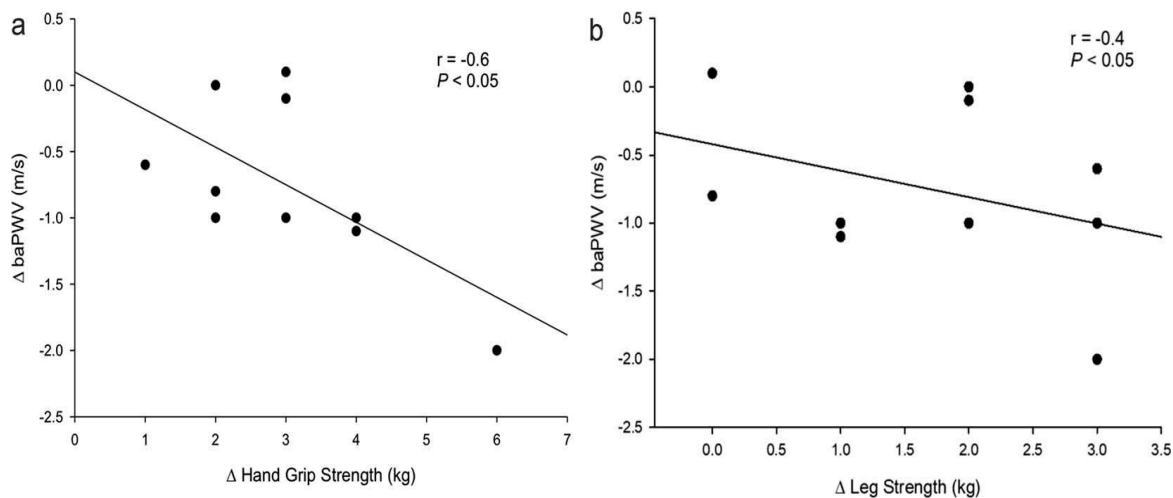 a
r = -0.6
P < 0.05
0.5
0.0
-0.5
-1.0
-1.5
-2.0
-2.5
Δ baPWV (m/s)
0 1 2 3 4 5 6 7
Δ Hand Grip Strength (kg)
b
r = -0.4
P < 0.05
0.5
0.0
-0.5
-1.0
-1.5
-2.0
-2.5
Δ baPWV (m/s)
0.0 0.5 1.0 1.5 2.0 2.5 3.0 3.5
Δ Leg Strength (kg)